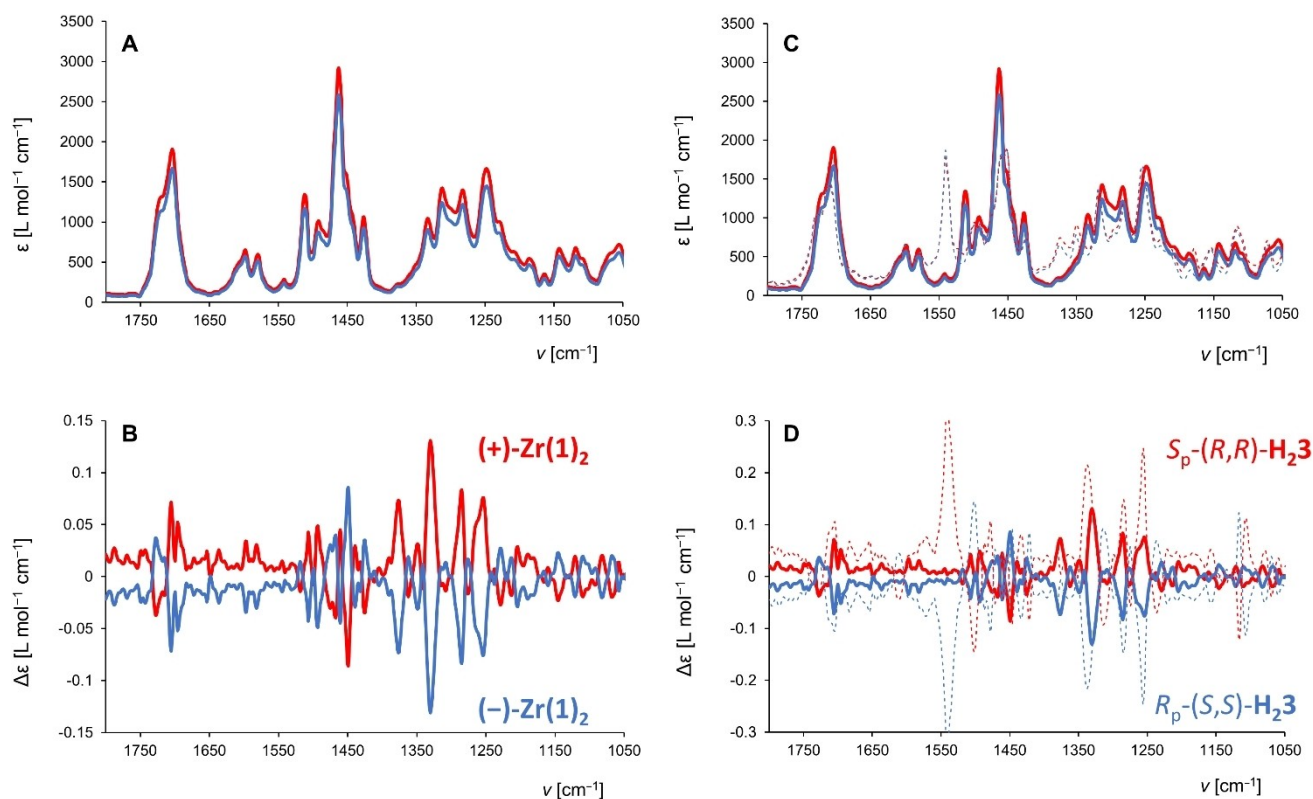 A
ε [L mol⁻¹ cm⁻¹]
3500
3000
2500
2000
1500
1000
500
0
1750 1650 1550 1450 1350 1250 1150 1050
v [cm⁻¹]
C
ε [L mo⁻¹ cm⁻¹]
3500
3000
2500
2000
1500
1000
500
0
1750 1650 1550 1450 1350 1250 1150 1050
v [cm⁻¹]
B
Δε [L mol⁻¹ cm⁻¹]
0.15
0.1
0.05
0
-0.05
-0.1
-0.15
(+)-Zr(1)₂
(−)-Zr(1)₂
1750 1650 1550 1450 1350 1250 1150 1050
v [cm⁻¹]
D
Δε [L mol⁻¹ cm⁻¹]
0.3
0.2
0.1
0
-0.1
-0.2
-0.3
Sₚ-(R,R)-H₂3
Rₚ-(S,S)-H₂3
1750 1650 1550 1450 1350 1250 1150 1050
v [cm⁻¹]